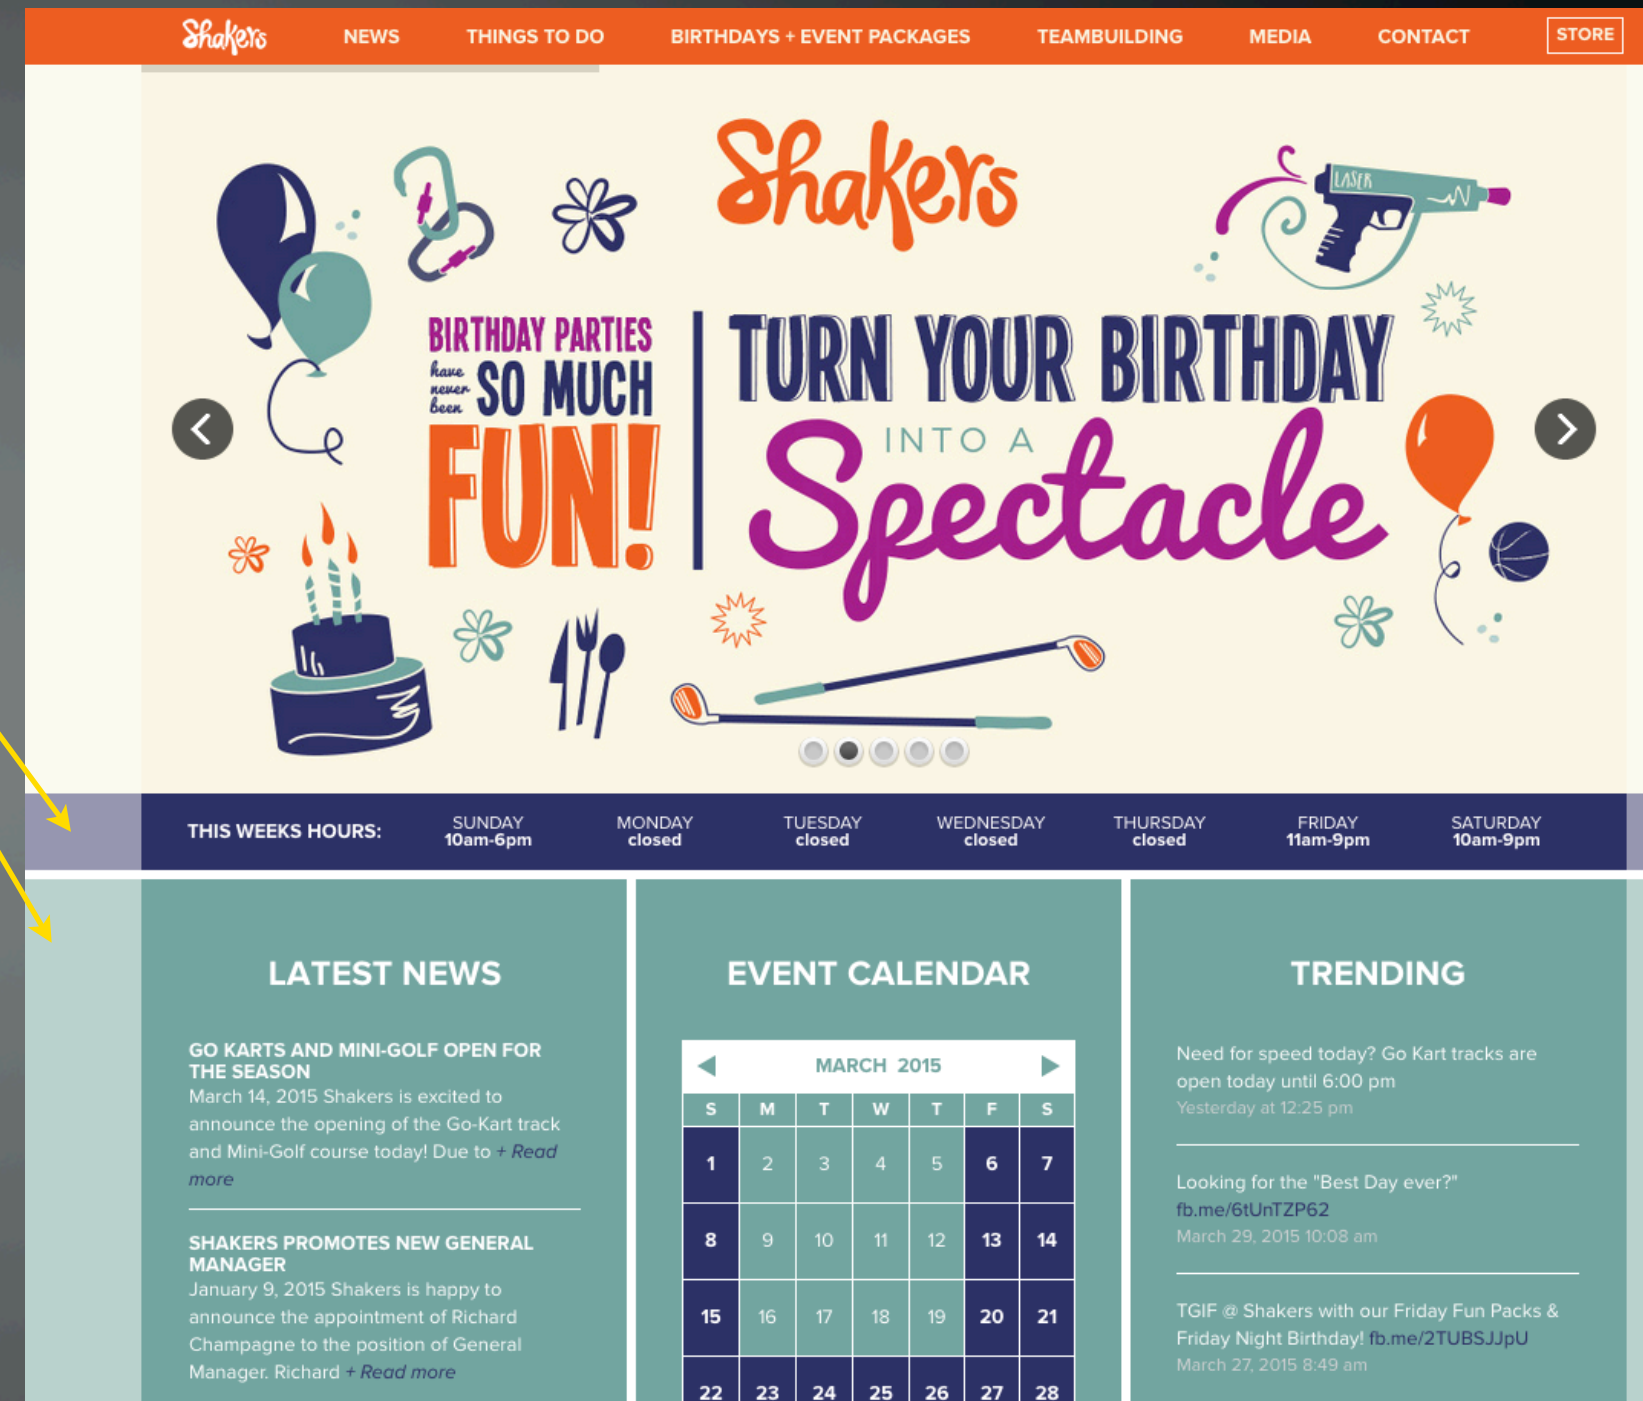 Shakers
NEWS
THINGS TO DO
BIRTHDAYS + EVENT PACKAGES
TEAMBUILDING
MEDIA
CONTACT
STORE
Shakers
LASER
BIRTHDAY PARTIES
have never been SO MUCH
FUN!
TURN YOUR BIRTHDAY
INTO A
Spectacle
16
THIS WEEKS HOURS:
SUNDAY
10am-6pm
MONDAY
closed
TUESDAY
closed
WEDNESDAY
closed
THURSDAY
closed
FRIDAY
11am-9pm
SATURDAY
10am-9pm
LATEST NEWS
GO KARTS AND MINI-GOLF OPEN FOR
THE SEASON
March 14, 2015 Shakers is excited to
announce the opening of the Go-Kart track
and Mini-Golf course today! Due to + Read
more
SHAKERS PROMOTES NEW GENERAL
MANAGER
January 9, 2015 Shakers is happy to
announce the appointment of Richard
Champagne to the position of General
Manager. Richard + Read more
EVENT CALENDAR
MARCH 2015
S M T W T F S
1 2 3 4 5 6 7
8 9 10 11 12 13 14
15 16 17 18 19 20 21
22 23 24 25 26 27 28
TRENDING
Need for speed today? Go Kart tracks are
open today until 6:00 pm
Yesterday at 12:25 pm
Looking for the "Best Day ever?"
fb.me/6tUnTZP62
March 29, 2015 10:08 am
TGIF @ Shakers with our Friday Fun Packs &
Friday Night Birthday! fb.me/2TUBSJJpU
March 27, 2015 8:49 am